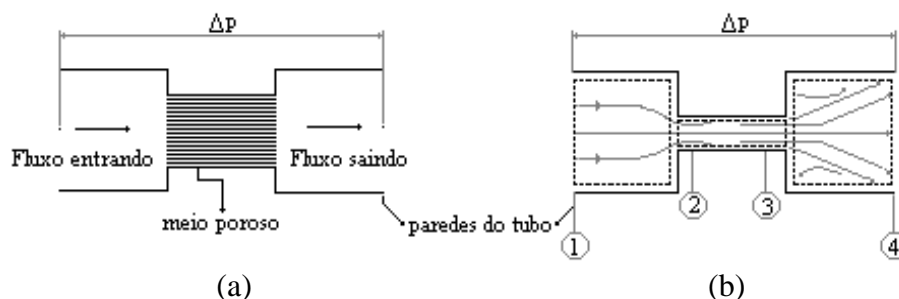 Δp
Δp
Fluxo entrando
Fluxo saindo
meio poroso
paredes do tubo
1
2
3
4
(a)
(b)